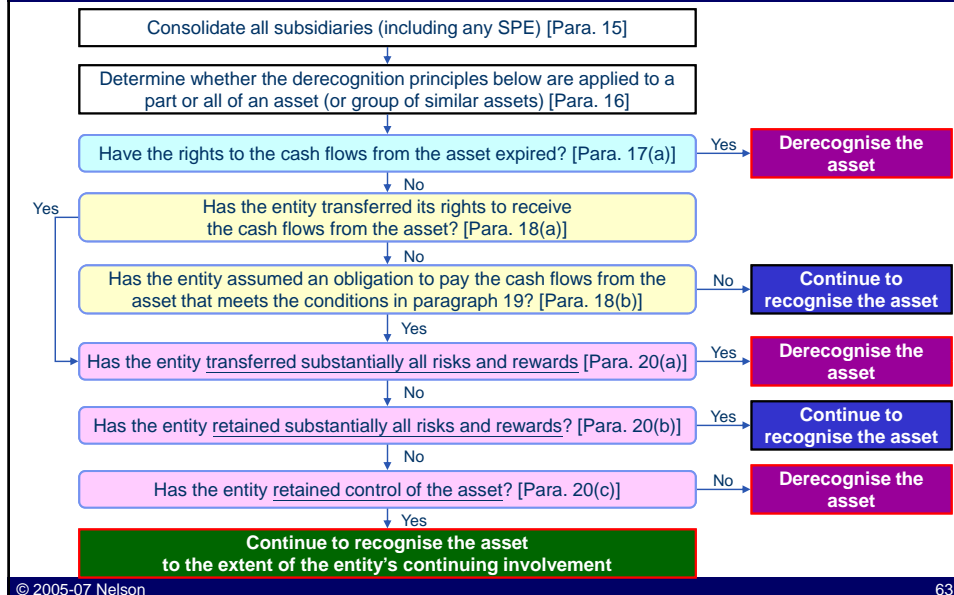 Consolidate all subsidiaries (including any SPE) [Para. 15]
Determine whether the derecognition principles below are applied to a
part or all of an asset (or group of similar assets) [Para. 16]
Have the rights to the cash flows from the asset expired? [Para. 17(a)]
Yes
Derecognise the
asset
No
Yes
Has the entity transferred its rights to receive
the cash flows from the asset? [Para. 18(a)]
No
Has the entity assumed an obligation to pay the cash flows from the
asset that meets the conditions in paragraph 19? [Para. 18(b)]
No
Continue to
recognise the asset
Yes
Has the entity transferred substantially all risks and rewards [Para. 20(a)]
Yes
Derecognise the
asset
No
Has the entity retained substantially all risks and rewards? [Para. 20(b)]
Yes
Continue to
recognise the asset
No
Has the entity retained control of the asset? [Para. 20(c)]
No
Derecognise the
asset
Yes
Continue to recognise the asset
to the extent of the entity's continuing involvement
© 2005-07 Nelson
63